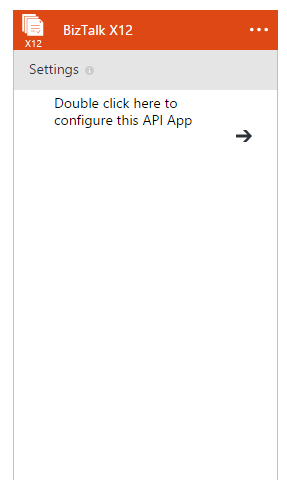 BizTalk X12
X12
Settings
Double click here to
configure this API App